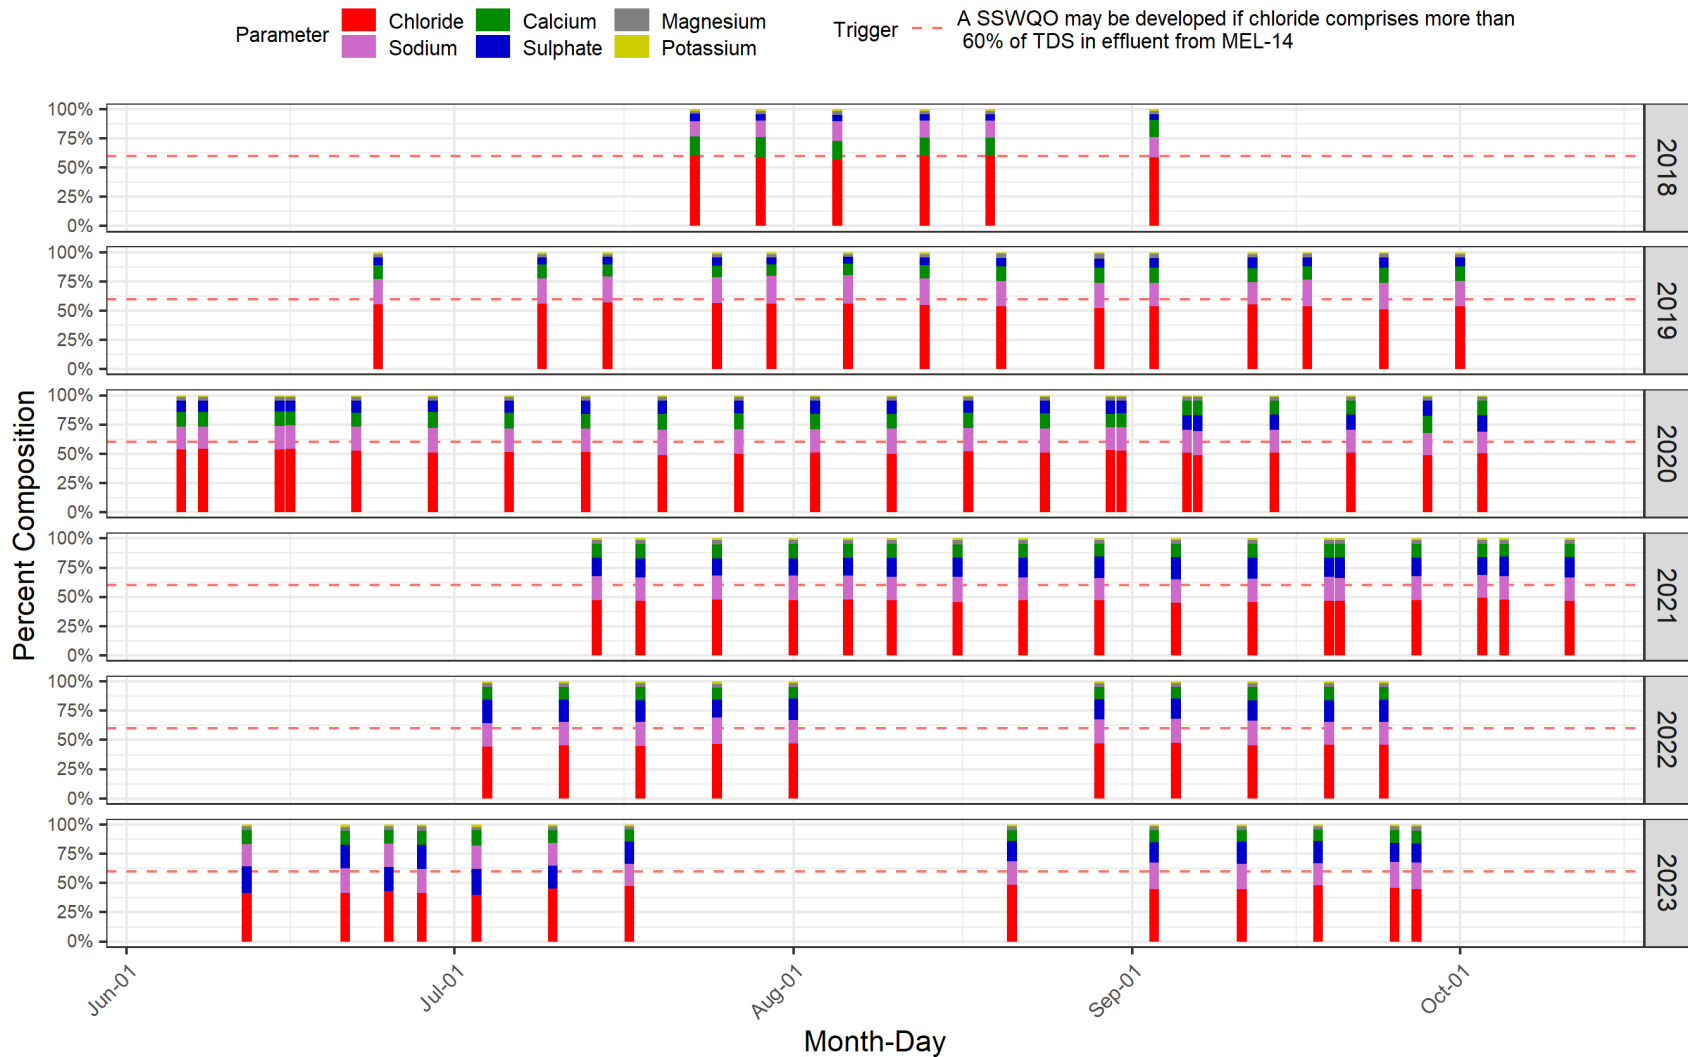 Parameter
Chloride
Sodium
Calcium
Sulphate
Magnesium
Potassium
Trigger
A SSWQO may be developed if chloride comprises more than
60% of TDS in effluent from MEL-14
Percent Composition
100%
75%
50%
25%
0%
2018
100%
75%
50%
25%
0%
2019
100%
75%
50%
25%
0%
2020
100%
75%
50%
25%
0%
2021
100%
75%
50%
25%
0%
2022
100%
75%
50%
25%
0%
2023
Jun-01
Jul-01
Aug-01
Sep-01
Oct-01
Month-Day